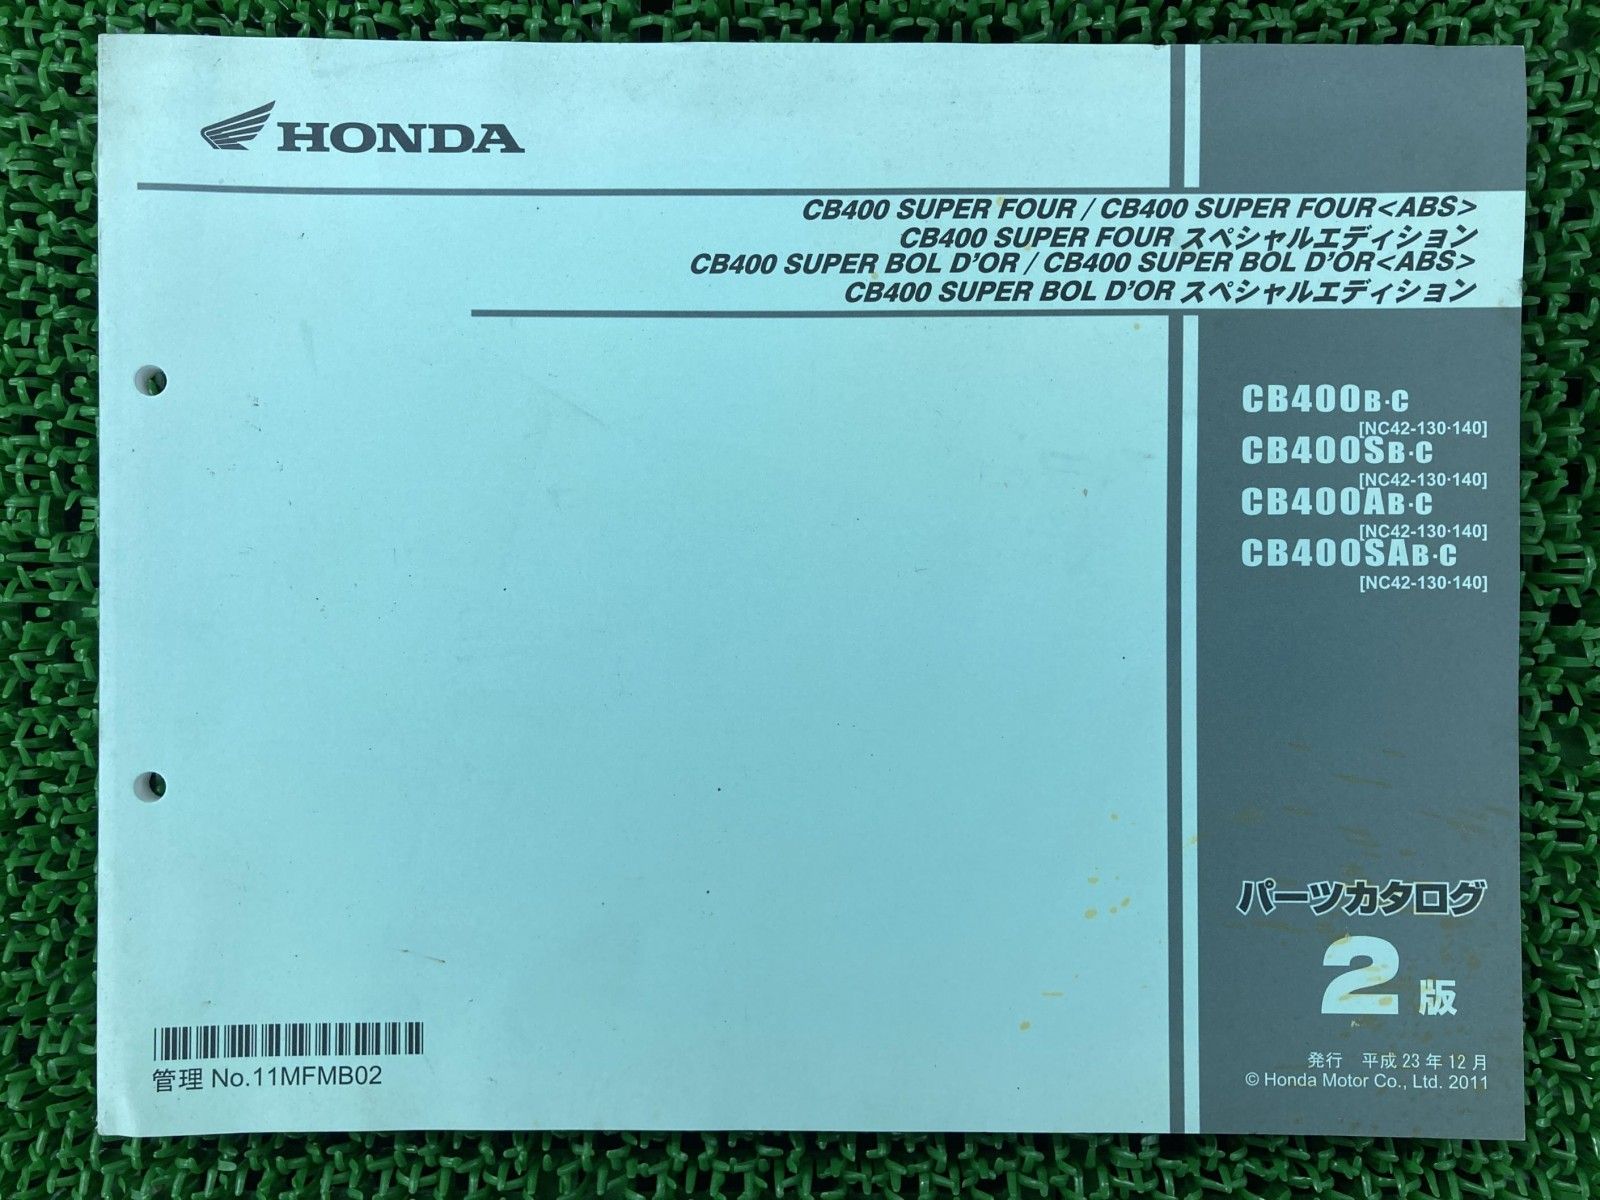 HONDA
CB400 SUPER FOUR / CB400 SUPER FOUR<ABS>
CB400 SUPER FOUR スペシャルエディション
CB400 SUPER BOL D'OR / CB400 SUPER BOL D'OR<ABS>
CB400 SUPER BOL D'OR スペシャルエディション
CB400B·C
[NC42-130·140]
CB400SB·C
[NC42-130·140]
CB400AB·C
[NC42-130·140]
CB400SAB·C
[NC42-130·140]
パーツカタログ
2版
発行 平成23年12月
© Honda Motor Co., Ltd. 2011
管理 No.11MFMB02